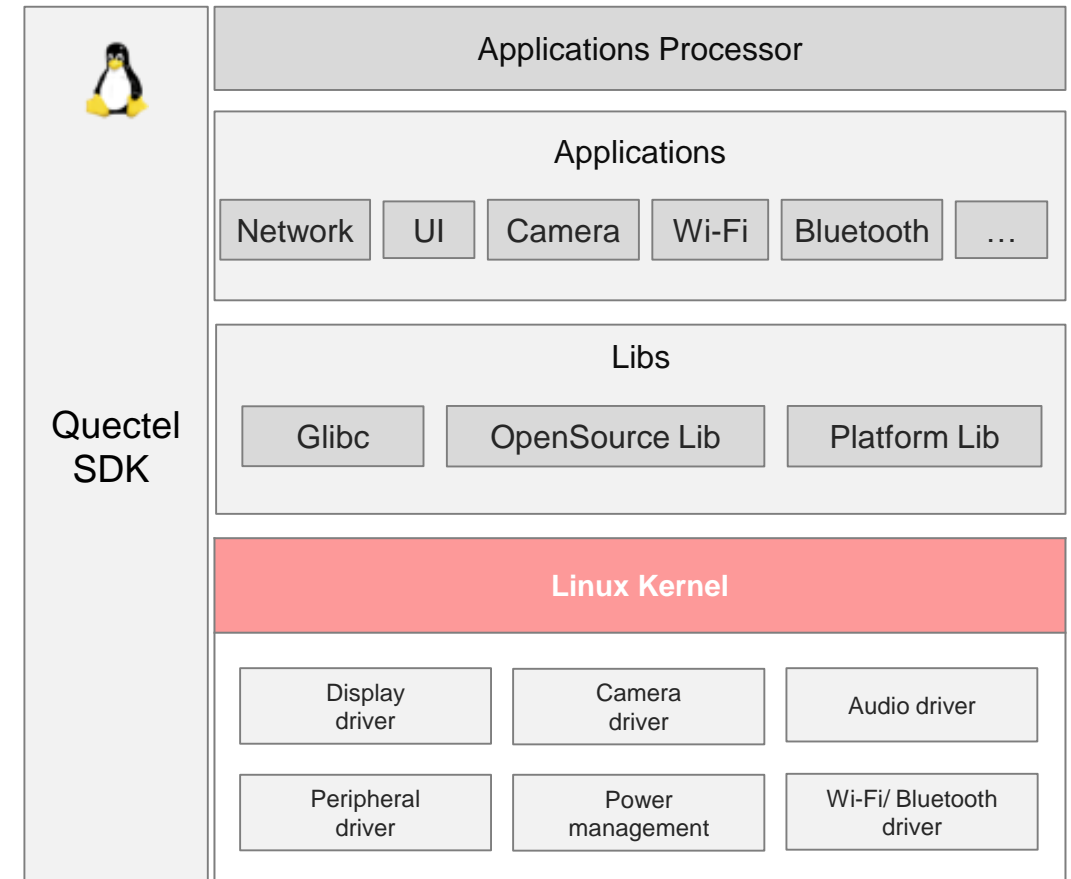 Quectel
SDK
Applications Processor
Applications
Network
UI
Camera
Wi-Fi
Bluetooth
…
Libs
Glibc
OpenSource Lib
Platform Lib
Linux Kernel
Display
driver
Camera
driver
Audio driver
Peripheral
driver
Power
management
Wi-Fi/ Bluetooth
driver